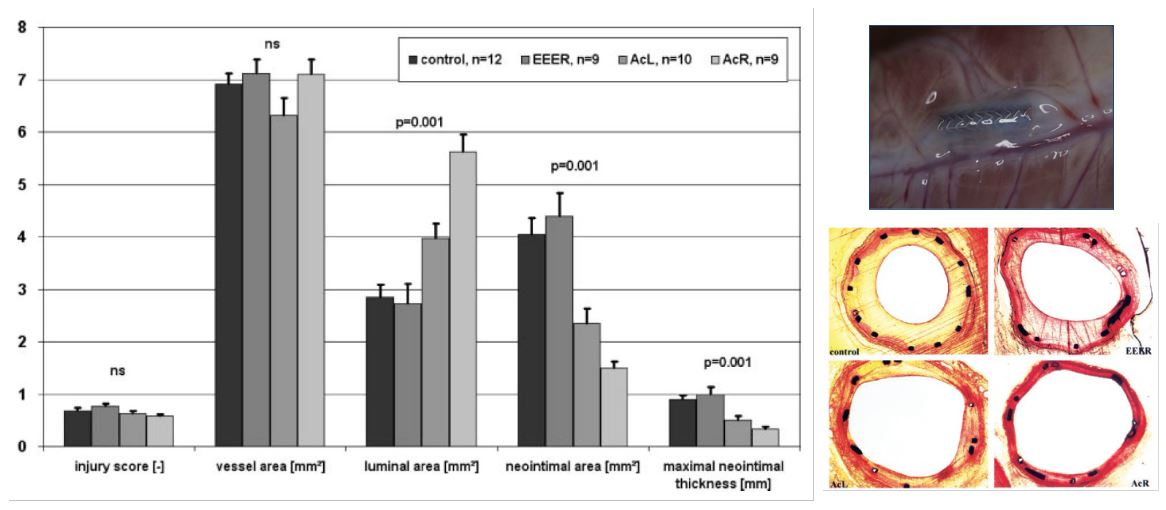 8
7
6
5
4
3
2
1
0
ns
ns
p=0.001
p=0.001
p=0.001
control, n=12 EEER, n=9 AcL, n=10 AcR, n=9
injury score [-]
vessel area [mm²]
luminal area [mm²]
neointimal area [mm²]
maximal neointimal
thickness [mm]
control
EEER
AcL
AcR